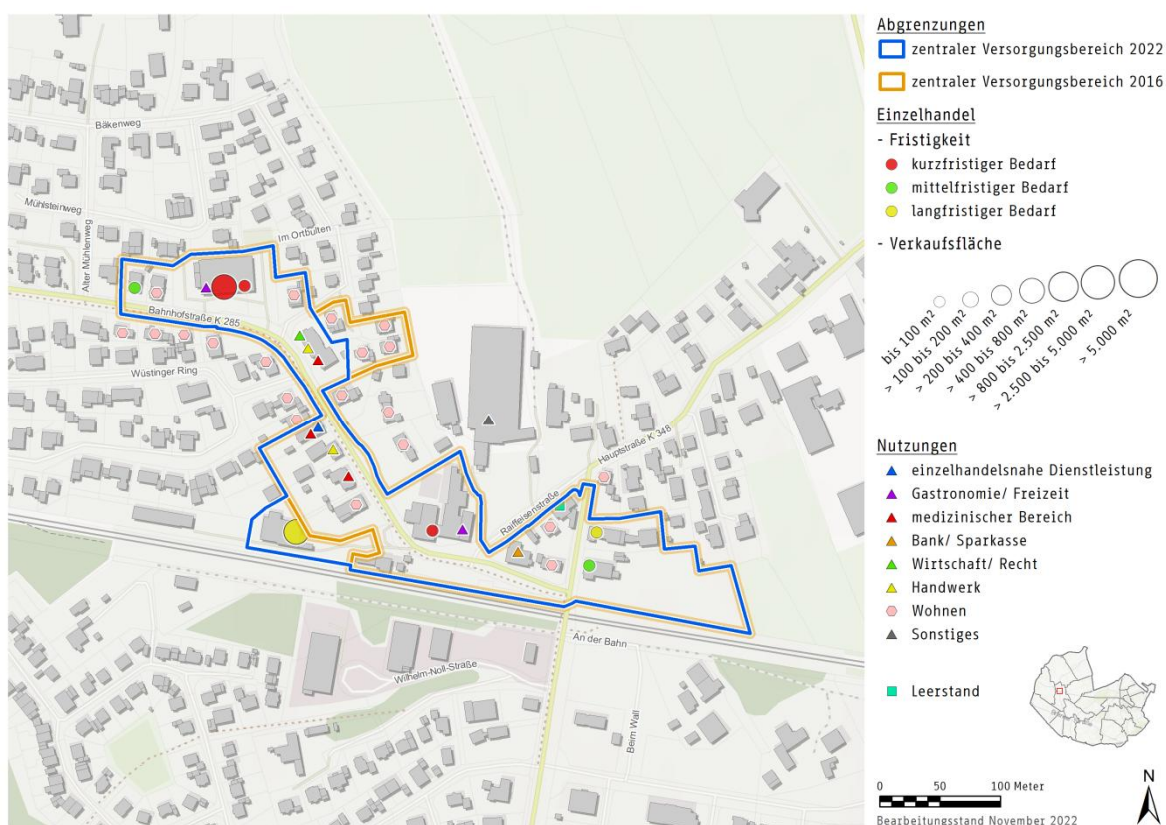 Bäkenweg
Mühlsteinweg
Alter Mühlenweg
Im Ortbulten
Bahnhofstraße K 285
Wüstinger Ring
Hauptstraße K 348
Raiffeisenstraße
An der Bahn
Wilhelm-Noll-Straße
Beim Wall
Abgrenzungen
zentraler Versorgungsbereich 2022
zentraler Versorgungsbereich 2016
Einzelhandel
- Fristigkeit
kurzfristiger Bedarf
mittelfristiger Bedarf
langfristiger Bedarf
- Verkaufsfläche
bis 100 m²
> 100 bis 200 m²
> 200 bis 400 m²
> 400 bis 800 m²
> 800 bis 2.500 m²
> 2.500 bis 5.000 m²
> 5.000 m²
Nutzungen
einzelhandelsnahe Dienstleistung
Gastronomie/ Freizeit
medizinischer Bereich
Bank/ Sparkasse
Wirtschaft/ Recht
Handwerk
Wohnen
Sonstiges
Leerstand
0 50 100 Meter
N
Bearbeitungsstand November 2022